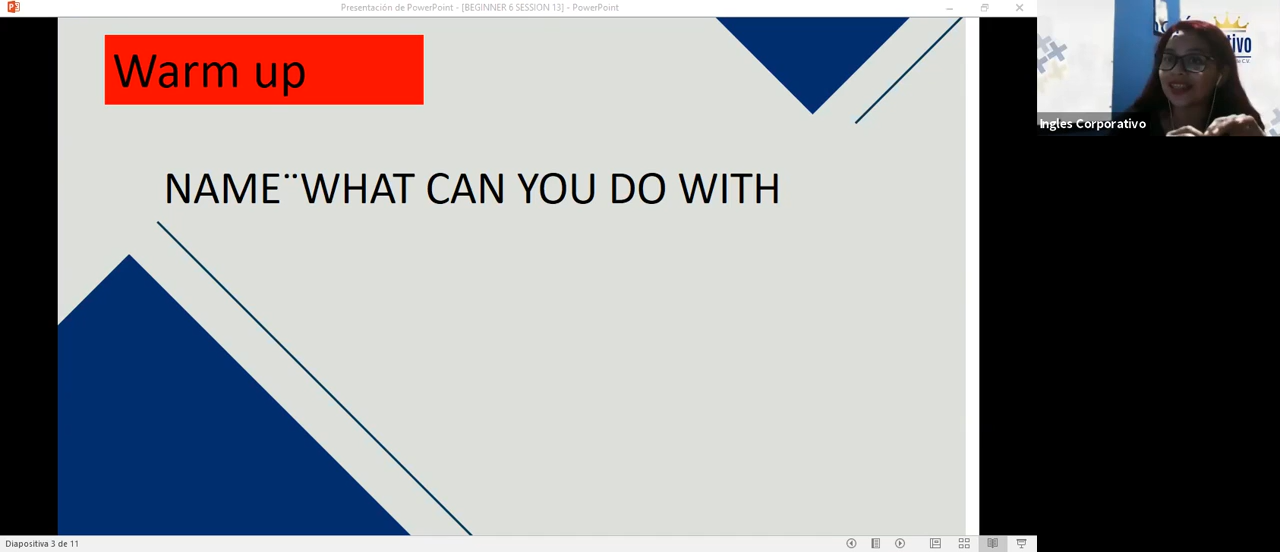 Presentación de PowerPoint - [BEGINNER 6 SESSION 13] - PowerPoint
Warm up
NAME¨WHAT CAN YOU DO WITH
Ingles Corporativo
Diapositiva 3 de 11